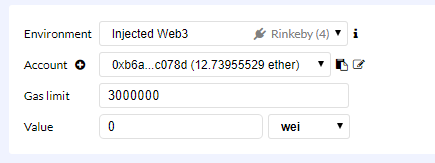 Environment Injected Web3 Rinkeby (4)
Account 0xb6a...c078d (12.73955529 ether)
Gas limit 3000000
Value 0 wei